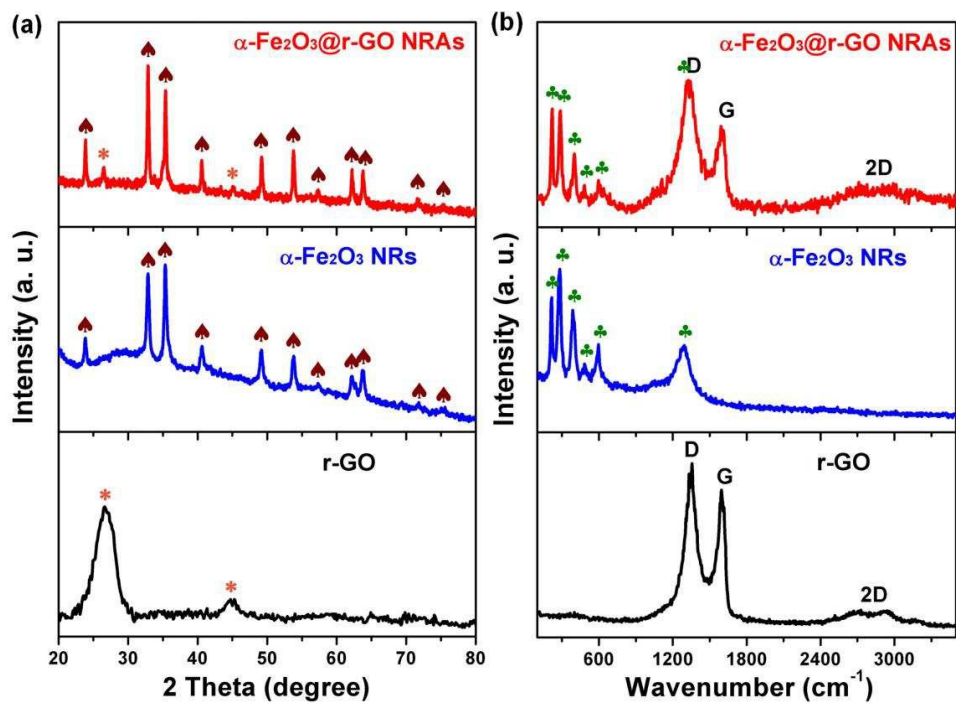 (a)
α-Fe₂O₃@r-GO NRAs
♠ ♠ ♠ ♠ ♠ ♠ ♠ ♠ ♠ ♠ ♠
* *
α-Fe₂O₃ NRs
♠ ♠ ♠ ♠ ♠ ♠ ♠ ♠ ♠ ♠ ♠
r-GO
* *
Intensity (a. u.)
20 30 40 50 60 70 80
2 Theta (degree)
(b)
α-Fe₂O₃@r-GO NRAs
♣ ♣ ♣ ♣ ♣ ♣
D
G
2D
α-Fe₂O₃ NRs
♣ ♣ ♣ ♣ ♣ ♣
r-GO
D
G
2D
Intensity (a. u.)
600 1200 1800 2400 3000
Wavenumber (cm⁻¹)